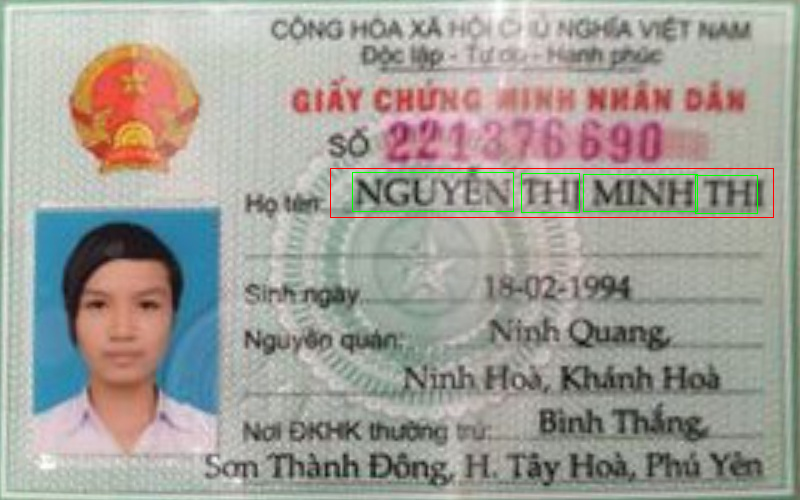 CỘNG HÒA XÃ HỘI CHỦ NGHĨA VIỆT NAM
Độc lập - Tự do - Hạnh phúc
GIẤY CHỨNG MINH NHÂN DÂN
SỐ 221376690
Họ tên: NGUYỄN THỊ MINH THI
Sinh ngày 18-02-1994
Nguyên quán: Ninh Quang,
Ninh Hoà, Khánh Hoà
Nơi ĐKHK thường trú: Bình Thắng,
Sơn Thành Đông, H. Tây Hoà, Phú Yên